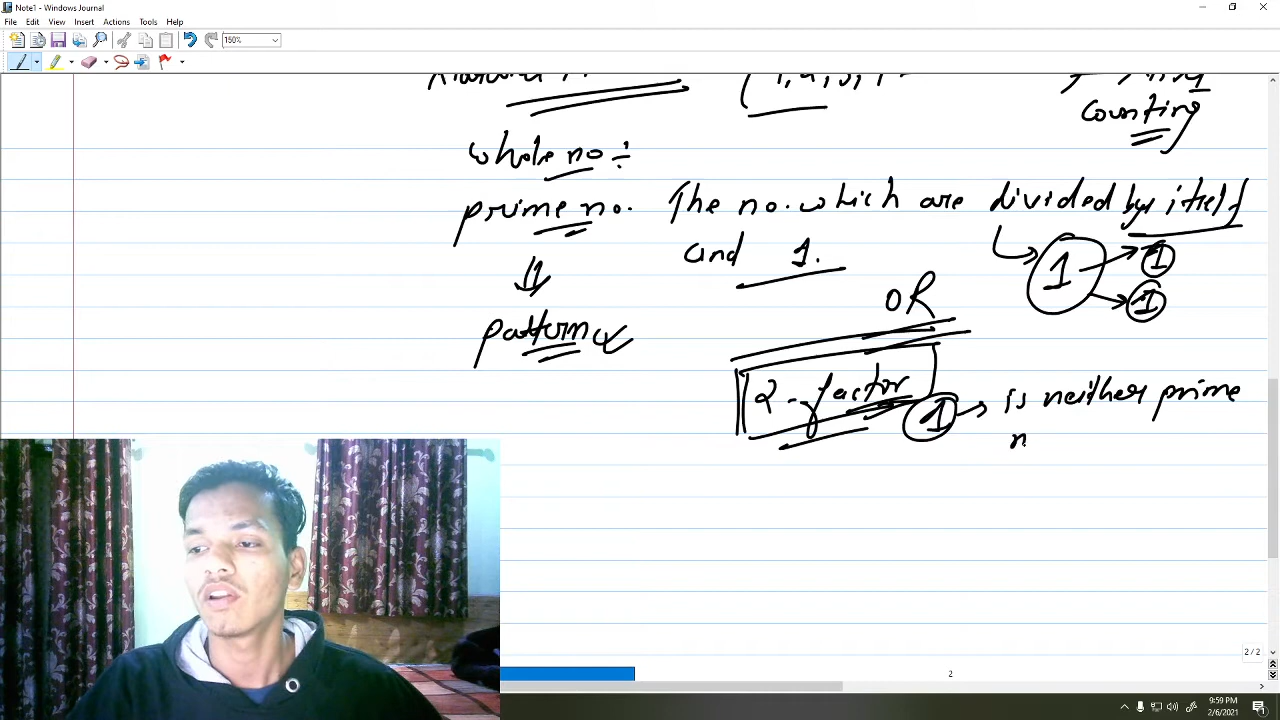 Note1 - Windows Journal
File Edit View Insert Actions Tools Help
150%
counting
whole no ÷
prime no. The no. which are divided by itself
and 1.
1 1
1
OR
pattern
2 - factor
1 → is neither prime
n
2 / 2
2
9:59 PM
2/6/2021